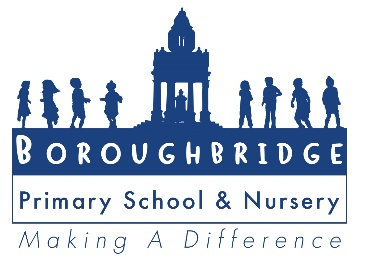 BOROUGHBRIDGE
Primary School & Nursery
Making A Difference